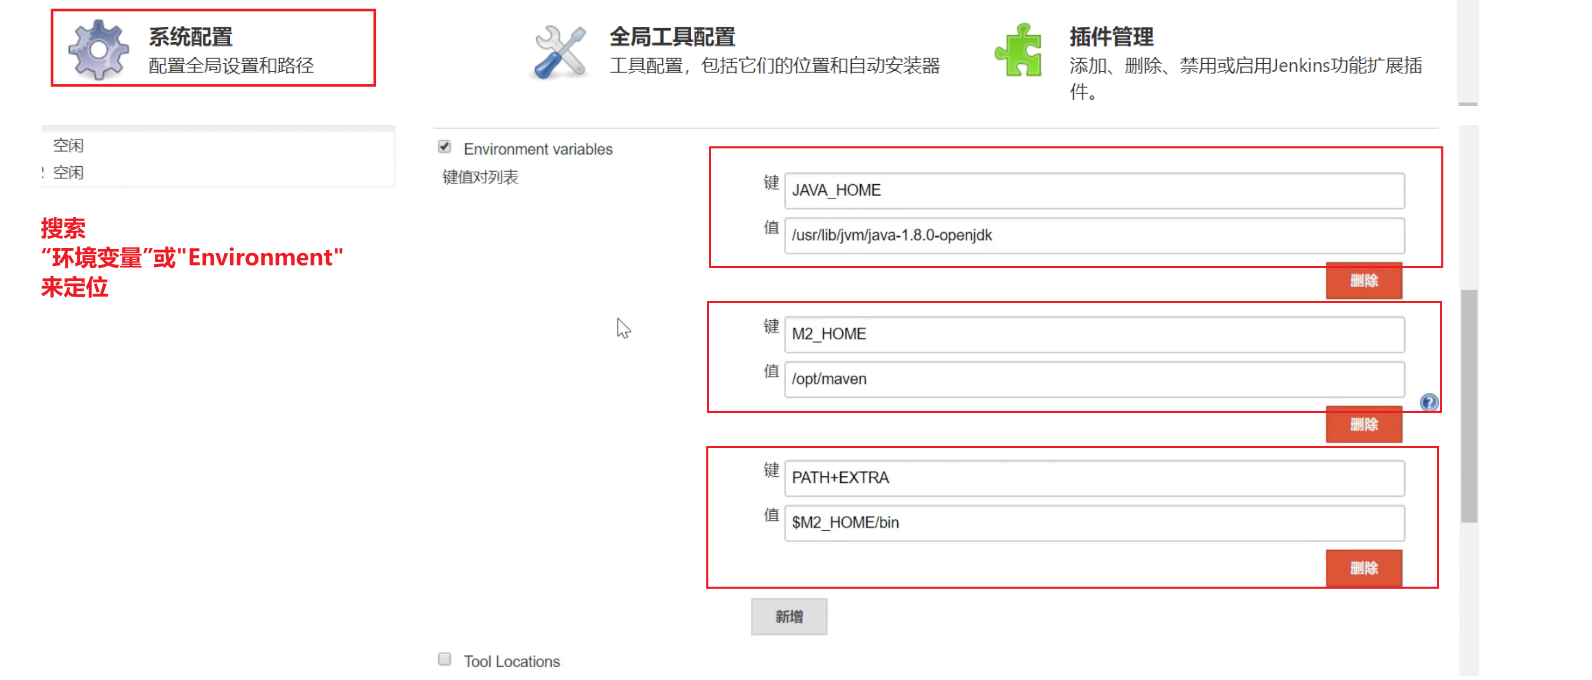 系统配置
配置全局设置和路径
全局工具配置
工具配置，包括它们的位置和自动安装器
插件管理
添加、删除、禁用或启用Jenkins功能扩展插
件。
空闲
2 空闲
搜索
“环境变量”或"Environment"
来定位
Environment variables
键值对列表
键 JAVA_HOME
值 /usr/lib/jvm/java-1.8.0-openjdk
删除
键 M2_HOME
值 /opt/maven
?
删除
键 PATH+EXTRA
值 $M2_HOME/bin
删除
新增
Tool Locations